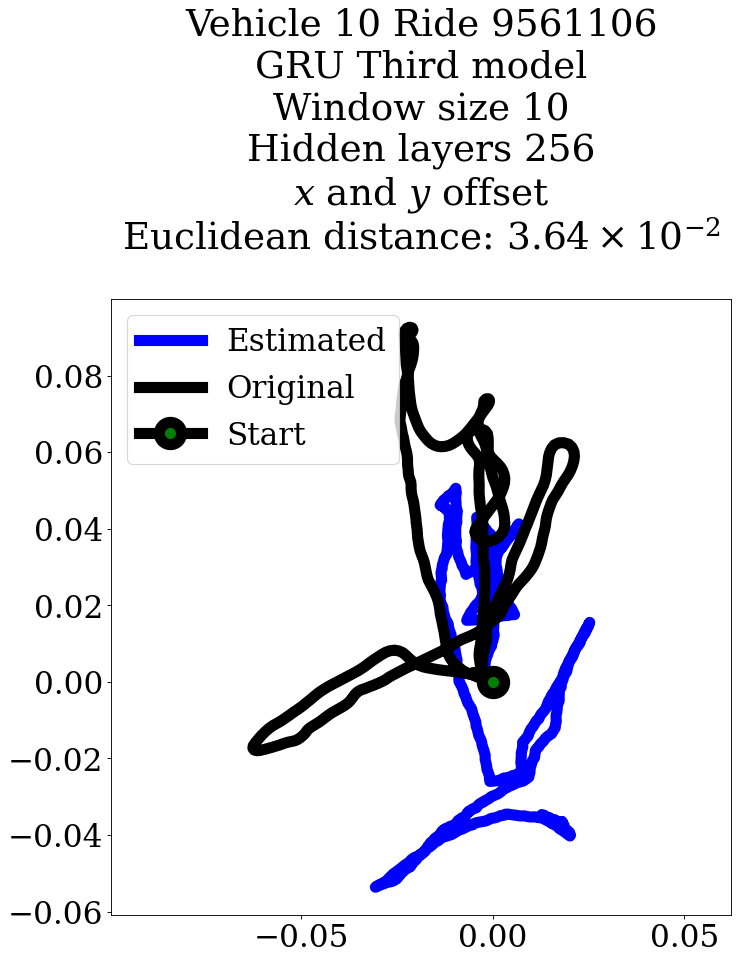 Vehicle 10 Ride 9561106
GRU Third model
Window size 10
Hidden layers 256
x and y offset
Euclidean distance: 3.64 × 10⁻²
Estimated
Original
Start
0.08
0.06
0.04
0.02
0.00
−0.02
−0.04
−0.06
−0.05 0.00 0.05